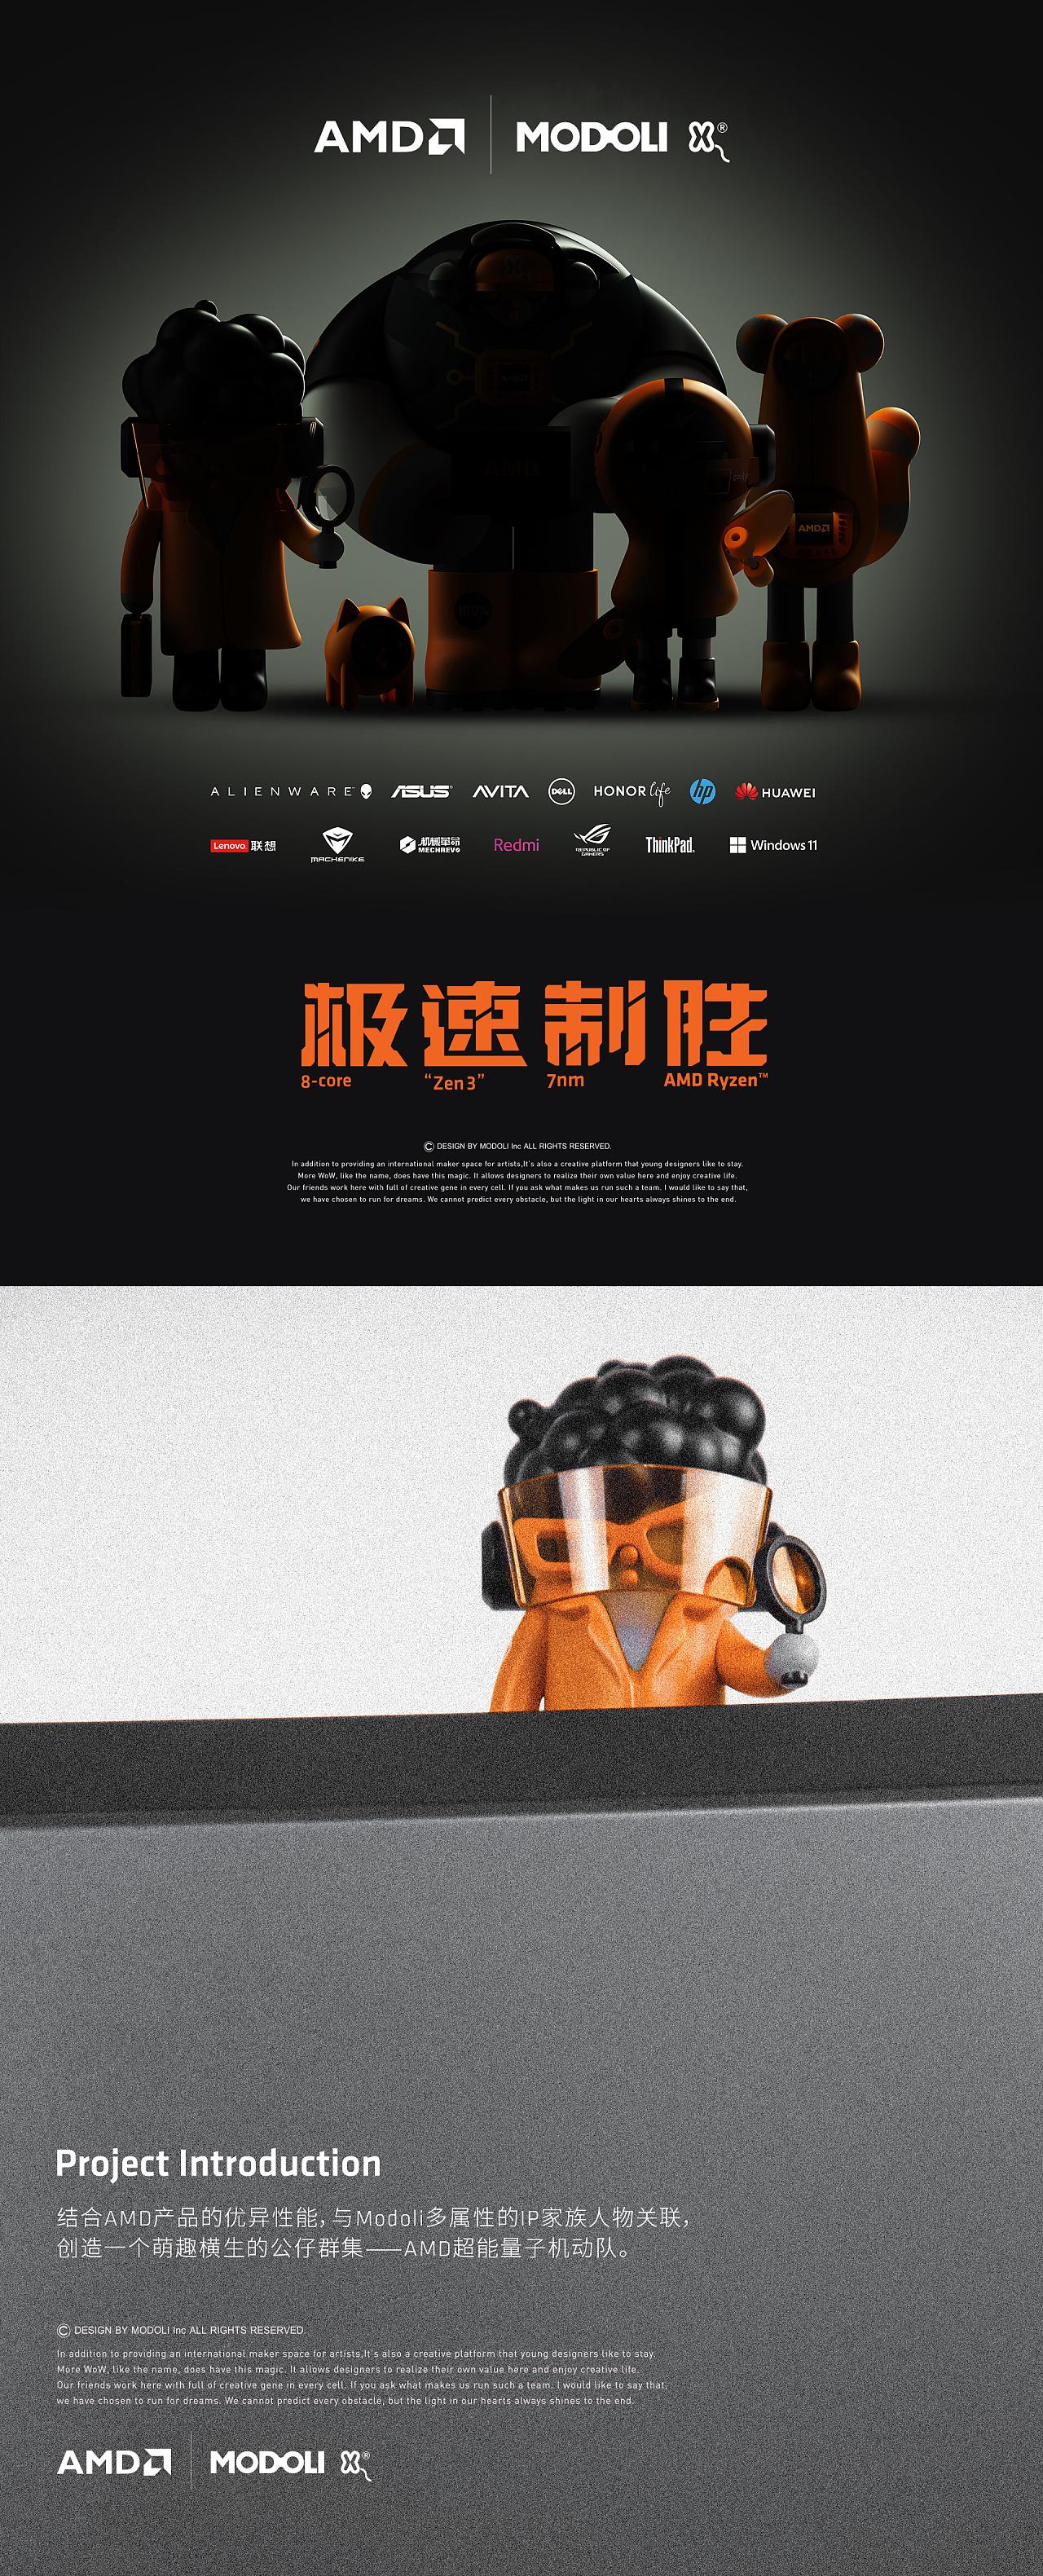 AMD | MODOLI ®
AMD
AMD
ALIENWARE ASUS AVITA DELL HONOR life hp HUAWEI
Lenovo 联想 MACHENIKE 机械革命 MECHREVO Redmi REPUBLIC OF GAMERS ThinkPad. Windows 11
极速制胜
8-core “Zen 3” 7nm AMD Ryzen™
© DESIGN BY MODOLI Inc ALL RIGHTS RESERVED.
In addition to providing an international maker space for artists,It's also a creative platform that young designers like to stay.
More WoW, like the name, does have this magic. It allows designers to realize their own value here and enjoy creative life.
Our friends work here with full of creative gene in every cell. If you ask what makes us run such a team. I would like to say that,
we have chosen to run for dreams. We cannot predict every obstacle, but the light in our hearts always shines to the end.
Project Introduction
结合AMD产品的优异性能，与Modoli多属性的IP家族人物关联，
创造一个萌趣横生的公仔群集——AMD超能量子机动队。
© DESIGN BY MODOLI Inc ALL RIGHTS RESERVED.
In addition to providing an international maker space for artists,It's also a creative platform that young designers like to stay.
More WoW, like the name, does have this magic. It allows designers to realize their own value here and enjoy creative life.
Our friends work here with full of creative gene in every cell. If you ask what makes us run such a team. I would like to say that,
we have chosen to run for dreams. We cannot predict every obstacle, but the light in our hearts always shines to the end.
AMD | MODOLI ®